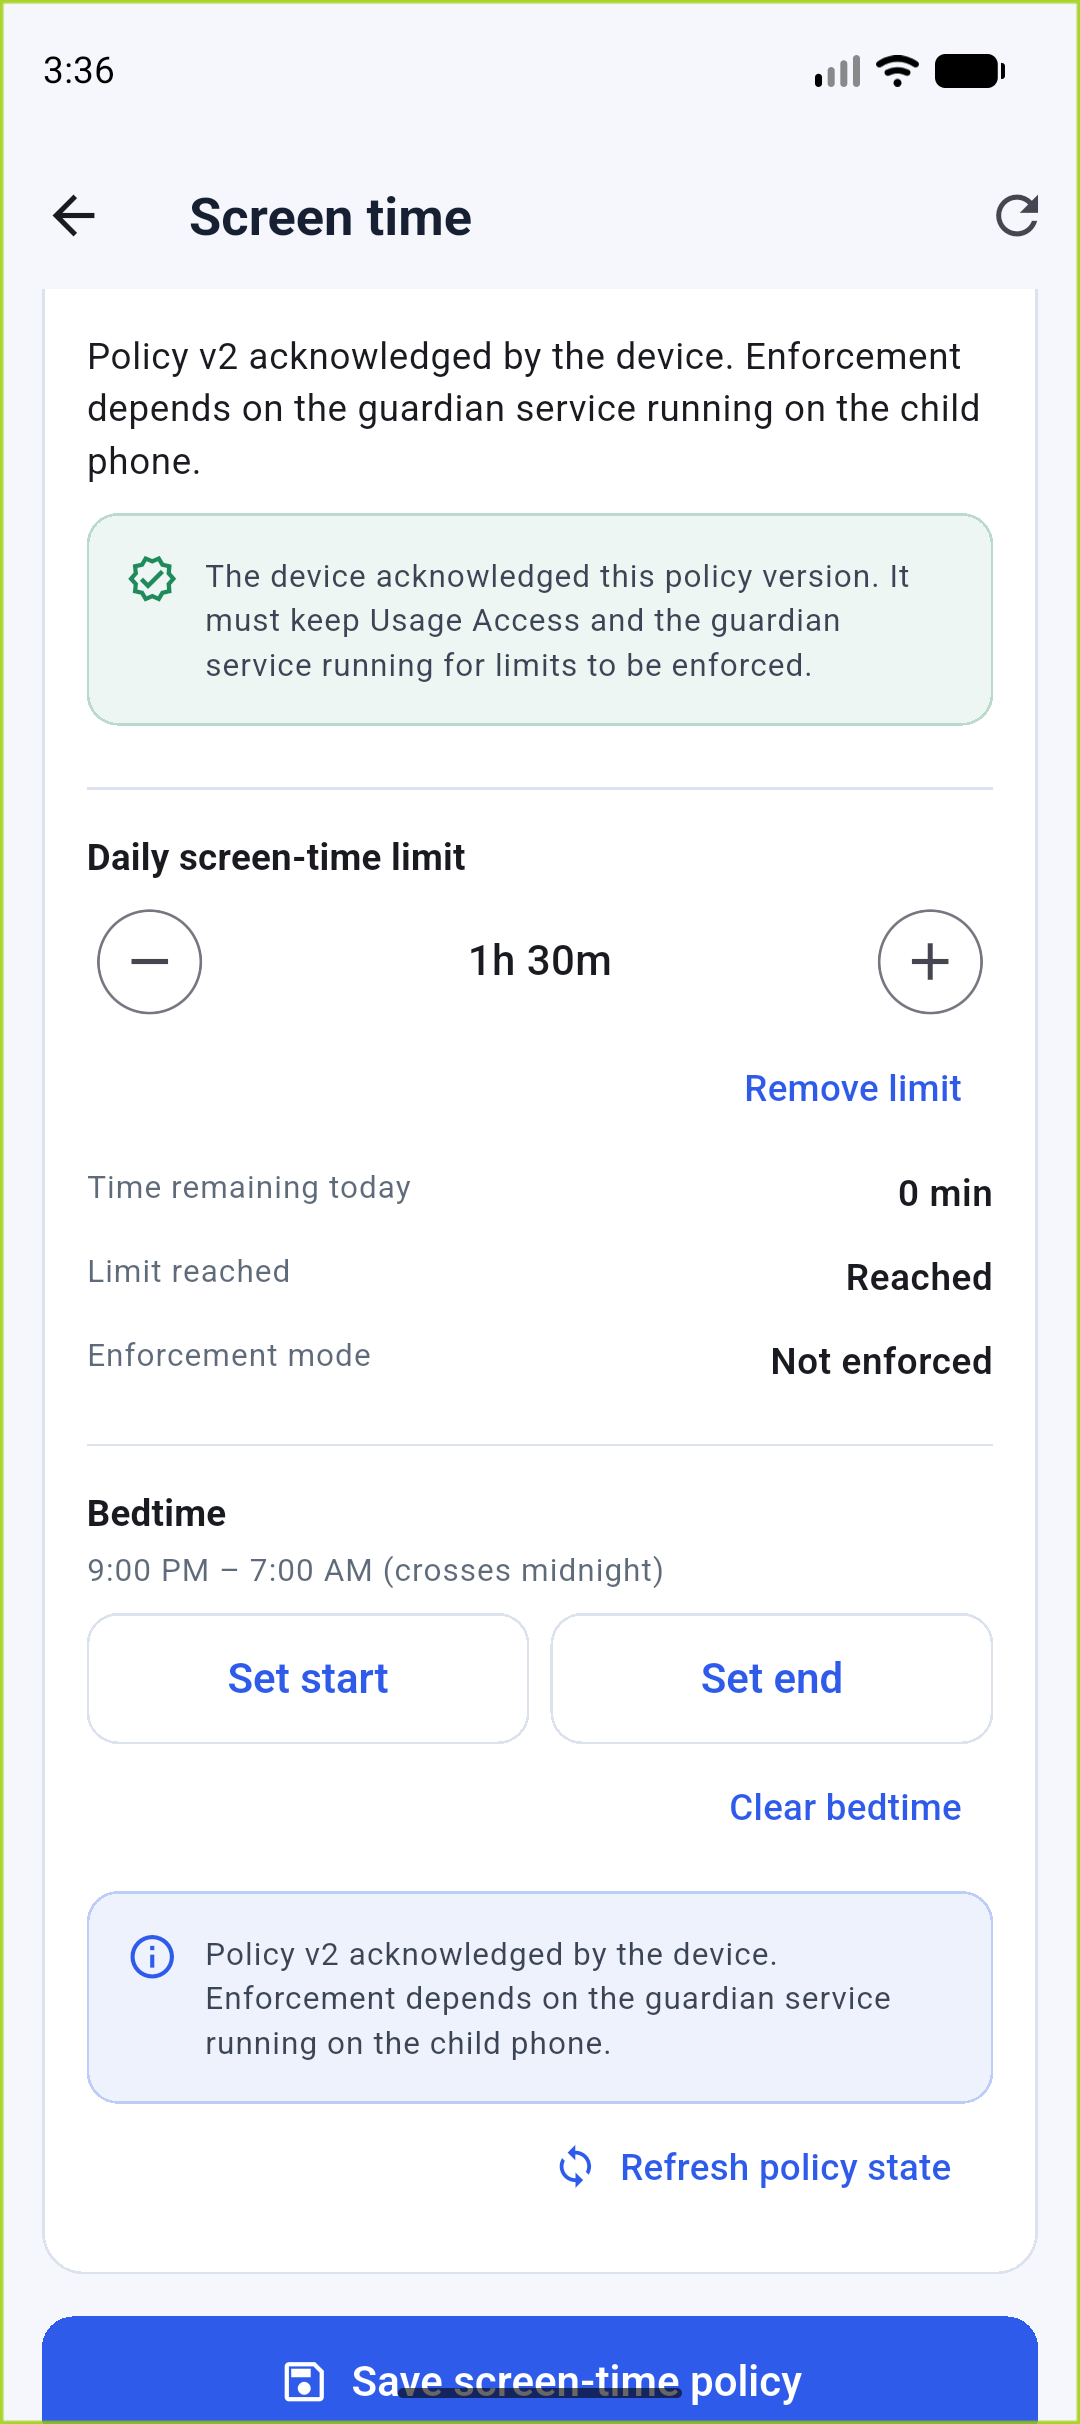 3:36
Screen time
Policy v2 acknowledged by the device. Enforcement
depends on the guardian service running on the child
phone.
The device acknowledged this policy version. It
must keep Usage Access and the guardian
service running for limits to be enforced.
Daily screen-time limit
1h 30m
Remove limit
Time remaining today
0 min
Limit reached
Reached
Enforcement mode
Not enforced
Bedtime
9:00 PM – 7:00 AM (crosses midnight)
Set start
Set end
Clear bedtime
Policy v2 acknowledged by the device.
Enforcement depends on the guardian service
running on the child phone.
Refresh policy state
Save screen-time policy